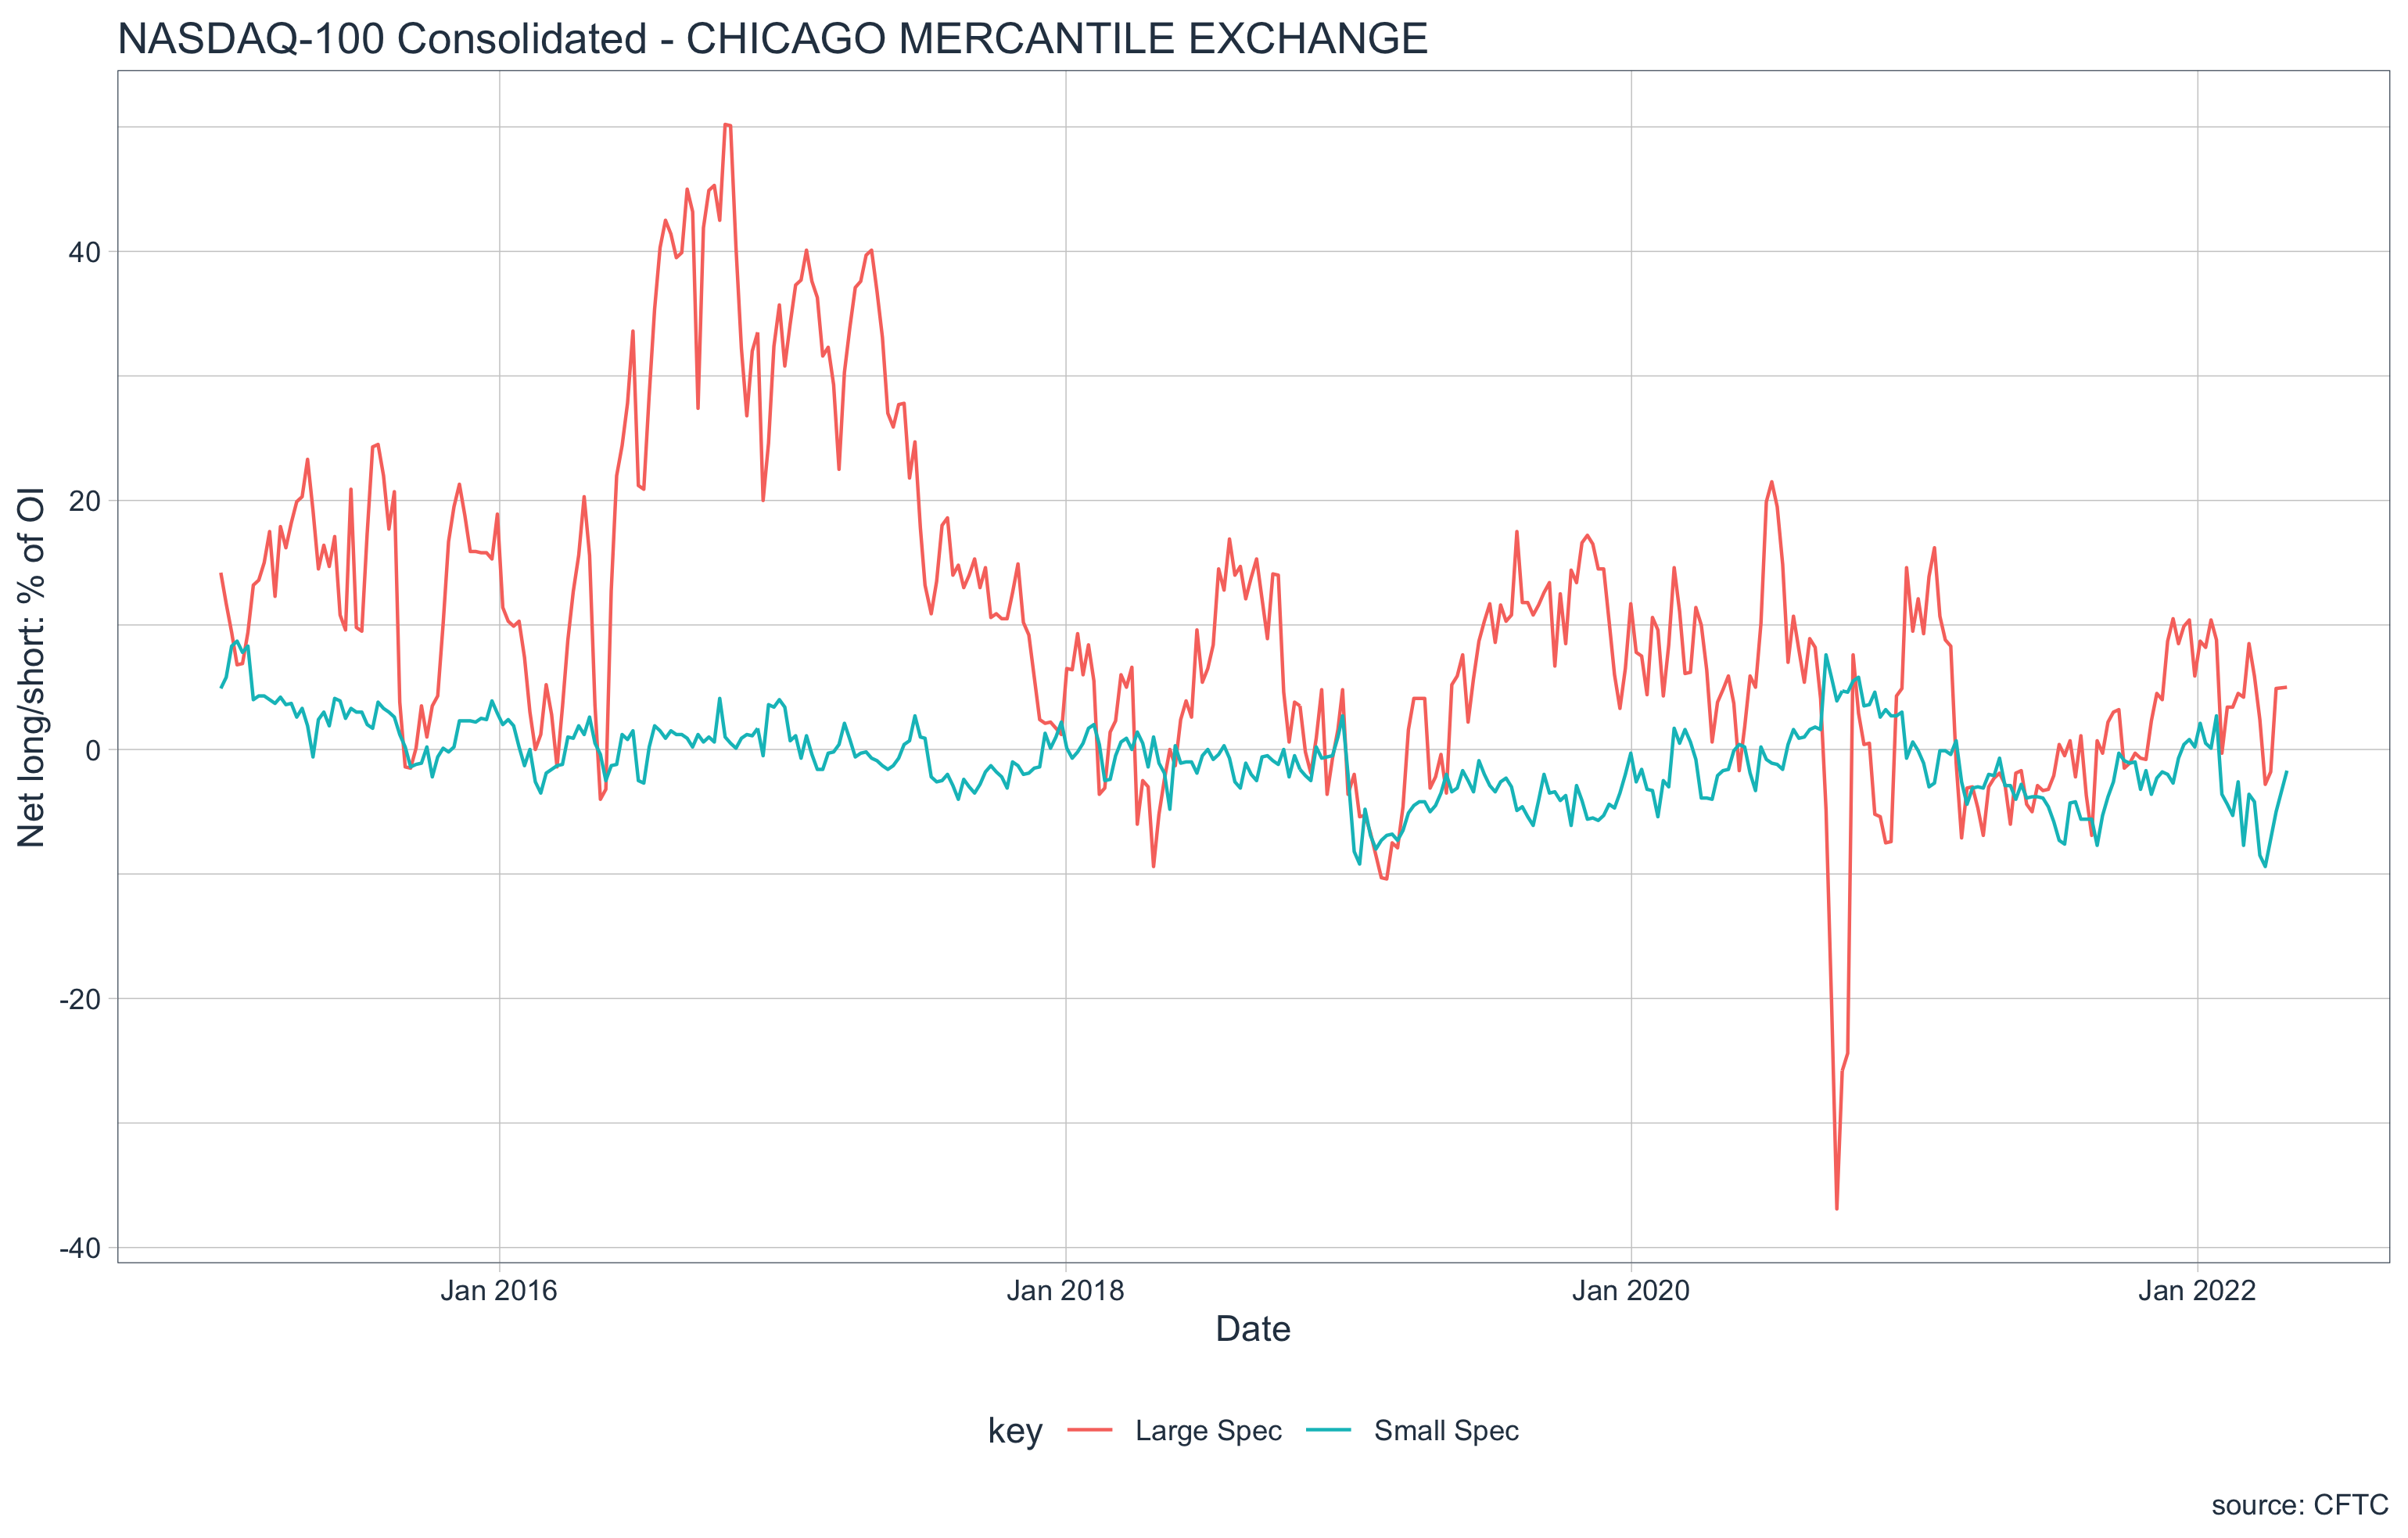 NASDAQ-100 Consolidated - CHICAGO MERCANTILE EXCHANGE
Net long/short: % of OI
40
20
0
-20
-40
Jan 2016 Jan 2018 Jan 2020 Jan 2022
Date
key Large Spec Small Spec
source: CFTC